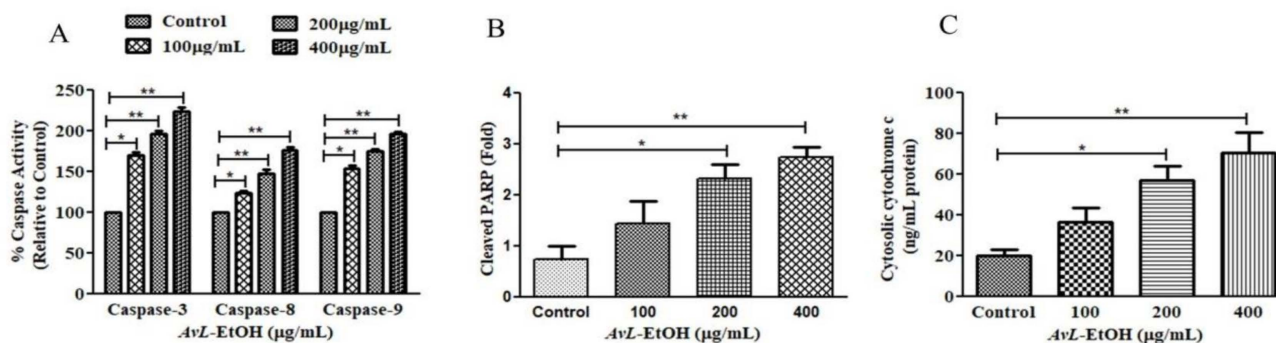 A
Control
200µg/mL
100µg/mL
400µg/mL
% Caspase Activity
(Relative to Control)
250
200
150
100
50
0
**
**
*
**
**
*
**
**
*
Caspase-3 Caspase-8 Caspase-9
AvL-EtOH (µg/mL)
B
Cleaved PARP (Fold)
4
3
2
1
0
**
*
Control 100 200 400
AvL-EtOH (µg/mL)
C
Cytosolic cytochrome c
(ng/mL protein)
100
80
60
40
20
0
**
*
Control 100 200 400
AvL-EtOH (µg/mL)